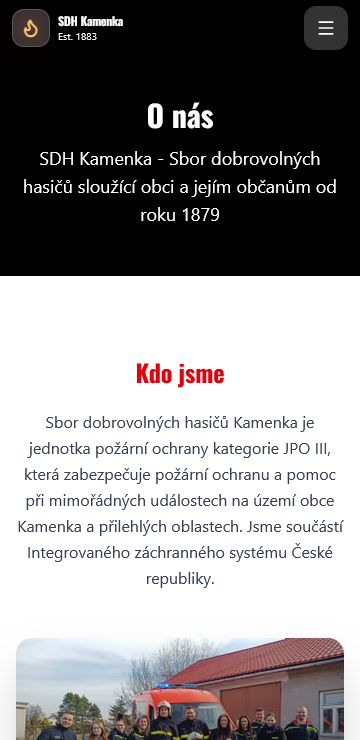 SDH Kamenka
Est. 1883
O nás
SDH Kamenka - Sbor dobrovolných
hasičů sloužící obci a jejím občanům od
roku 1879
Kdo jsme
Sbor dobrovolných hasičů Kamenka je
jednotka požární ochrany kategorie JPO III,
která zabezpečuje požární ochranu a pomoc
při mimořádných událostech na území obce
Kamenka a přilehlých oblastech. Jsme součástí
Integrovaného záchranného systému České
republiky.